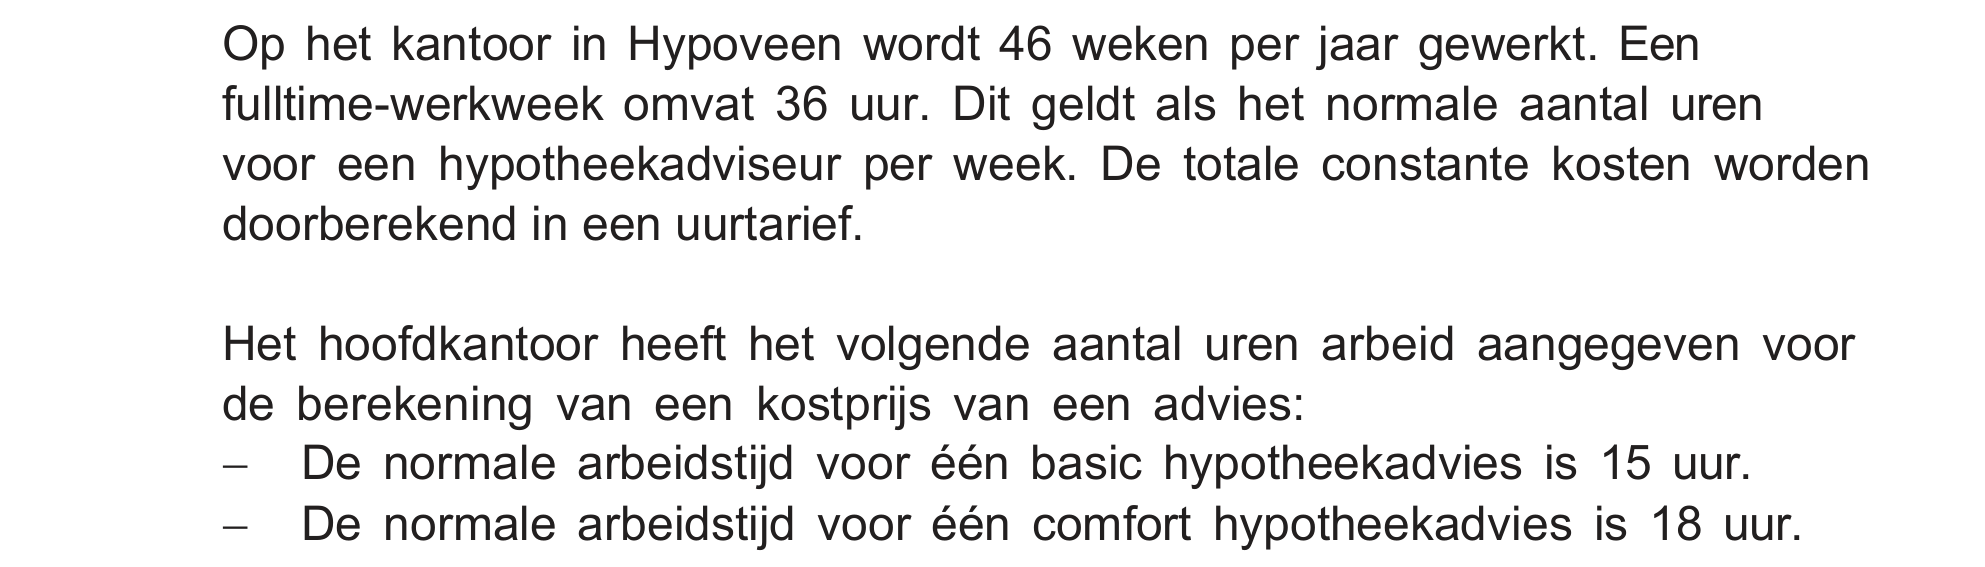 Op het kantoor in Hypoveen wordt 46 weken per jaar gewerkt. Een
fulltime-werkweek omvat 36 uur. Dit geldt als het normale aantal uren
voor een hypotheekadviseur per week. De totale constante kosten worden
doorberekend in een uurtarief.
Het hoofdkantoor heeft het volgende aantal uren arbeid aangegeven voor
de berekening van een kostprijs van een advies:
– De normale arbeidstijd voor één basic hypotheekadvies is 15 uur.
– De normale arbeidstijd voor één comfort hypotheekadvies is 18 uur.